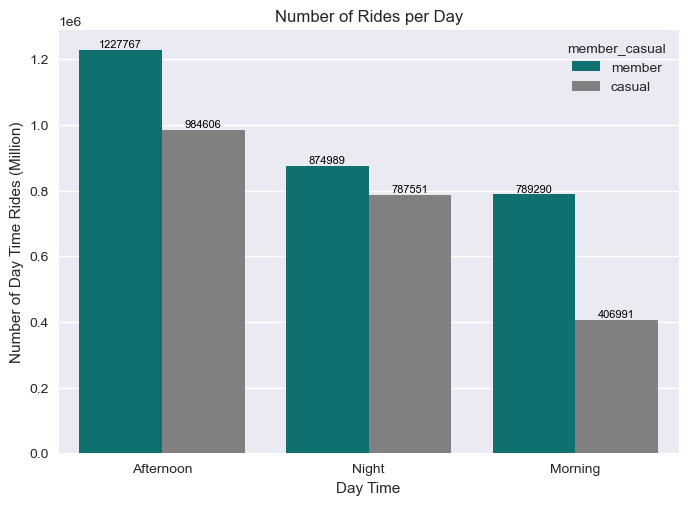 Number of Rides per Day
1e6
Number of Day Time Rides (Million)
1.2
1.0
0.8
0.6
0.4
0.2
0.0
1227767
984606
874989
787551
789290
406991
member_casual
member
casual
Afternoon
Night
Morning
Day Time